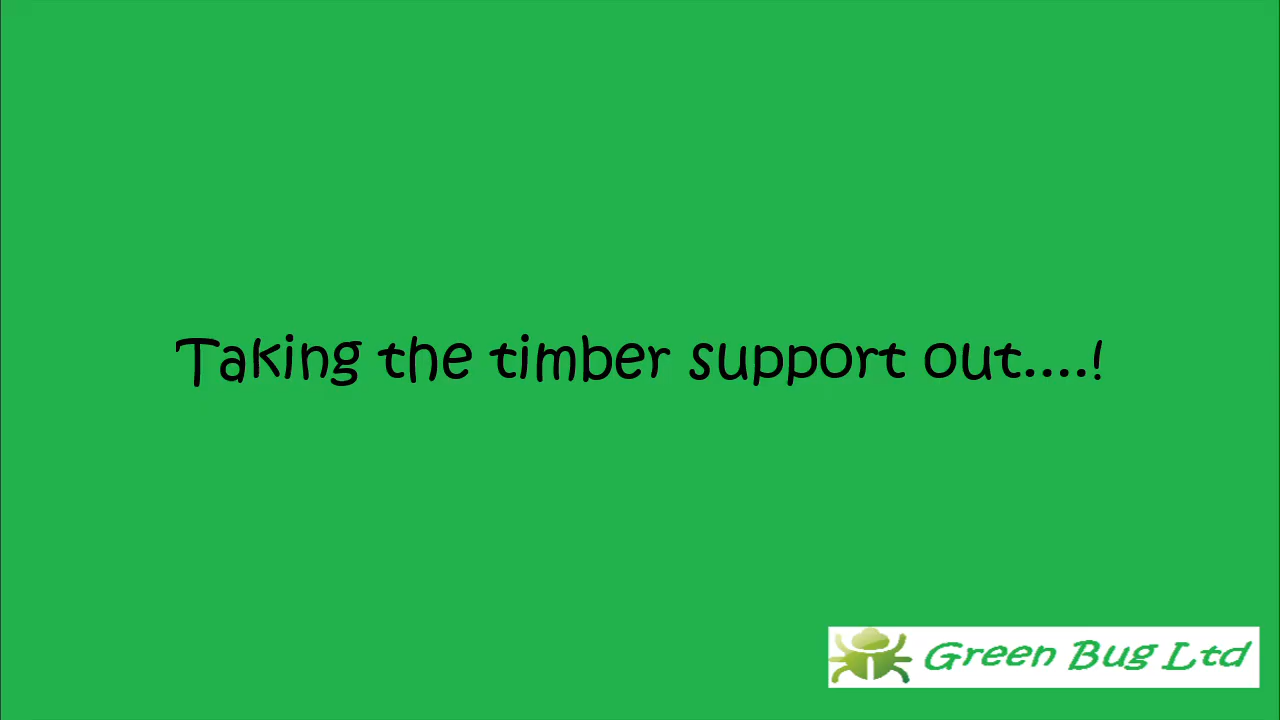 Taking the timber support out....!
Green Bug Ltd